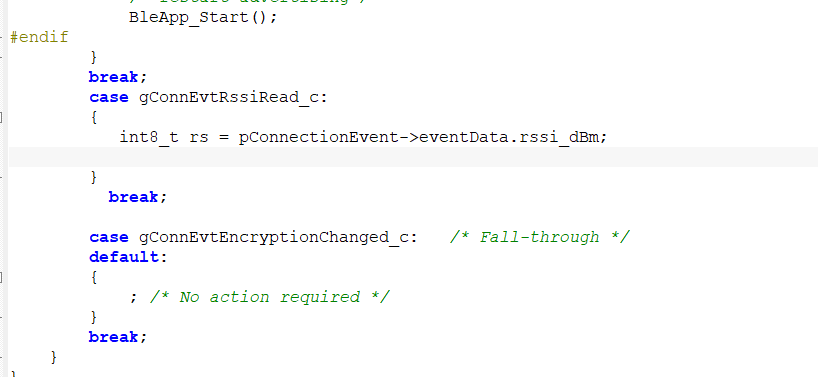 BleApp_Start();
#endif
}
break;
case gConnEvtRssiRead_c:
{
int8_t rs = pConnectionEvent->eventData.rssi_dBm;
}
break;
case gConnEvtEncryptionChanged_c: /* Fall-through */
default:
{
; /* No action required */
}
break;
}